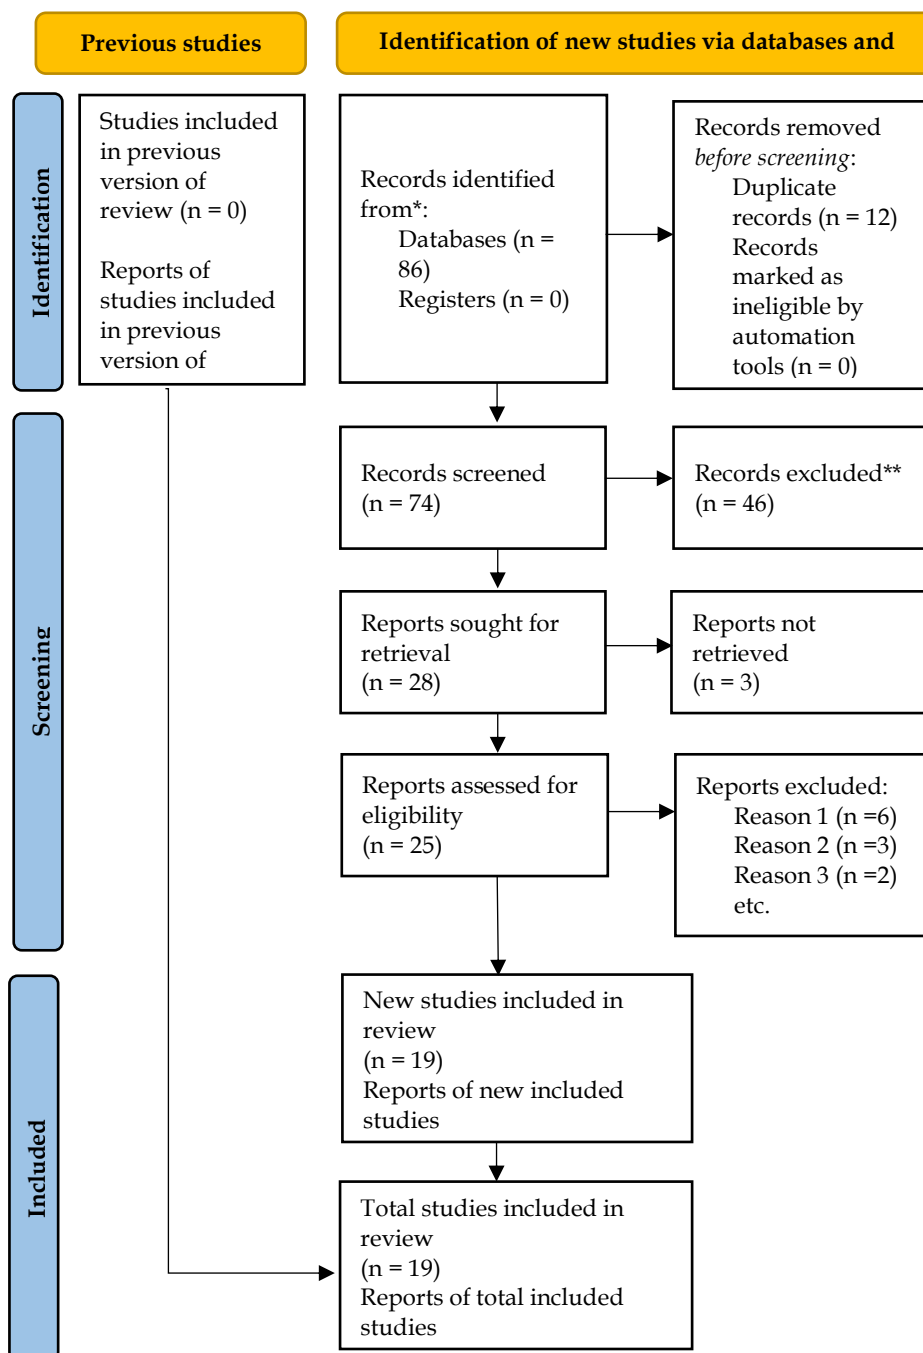 Previous studies
Identification of new studies via databases and
Identification
Studies included
in previous
version of
review (n = 0)
Reports of
studies included
in previous
version of
Records identified
from*:
Databases (n =
86)
Registers (n = 0)
Records removed
before screening:
Duplicate
records (n = 12)
Records
marked as
ineligible by
automation
tools (n = 0)
Screening
Records screened
(n = 74)
Records excluded**
(n = 46)
Reports sought for
retrieval
(n = 28)
Reports not
retrieved
(n = 3)
Reports assessed for
eligibility
(n = 25)
Reports excluded:
Reason 1 (n =6)
Reason 2 (n =3)
Reason 3 (n =2)
etc.
Included
New studies included in
review
(n = 19)
Reports of new included
studies
Total studies included in
review
(n = 19)
Reports of total included
studies